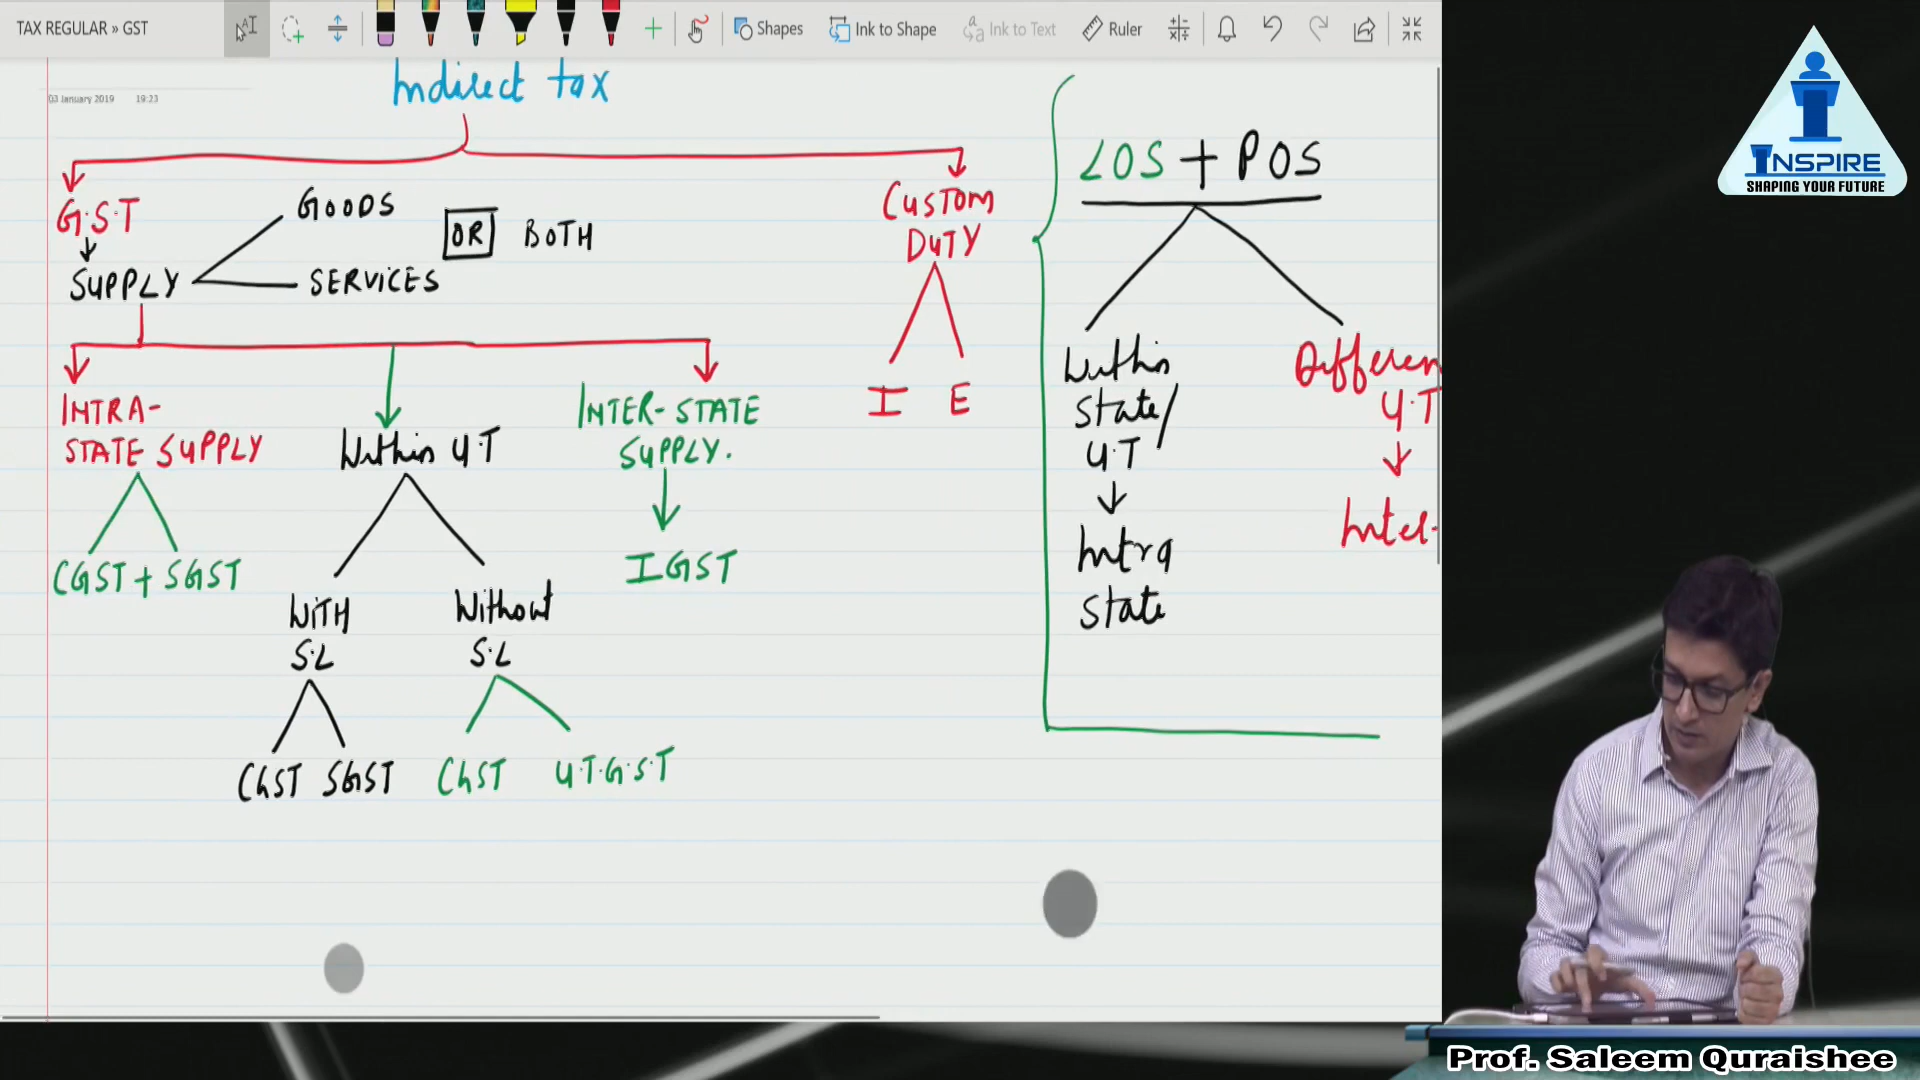 TAX REGULAR » GST
Shapes
Ink to Shape
Ink to Text
Ruler
03 January 2019 19:23
Indirect tax
G.S.T
SUPPLY
GOODS
SERVICES
OR BOTH
CUSTOM
DUTY
I E
INTRA-
STATE SUPPLY
CGST + SGST
Within U.T
WITH
S.L
CGST SGST
Without
S.L
CGST U.T.G.S.T
INTER-STATE
SUPPLY.
IGST
LOS + POS
Within
State/
U.T
Intra
State
Differen
U.T
Inter-
INSPIRE
SHAPING YOUR FUTURE
Prof. Saleem Quraishee